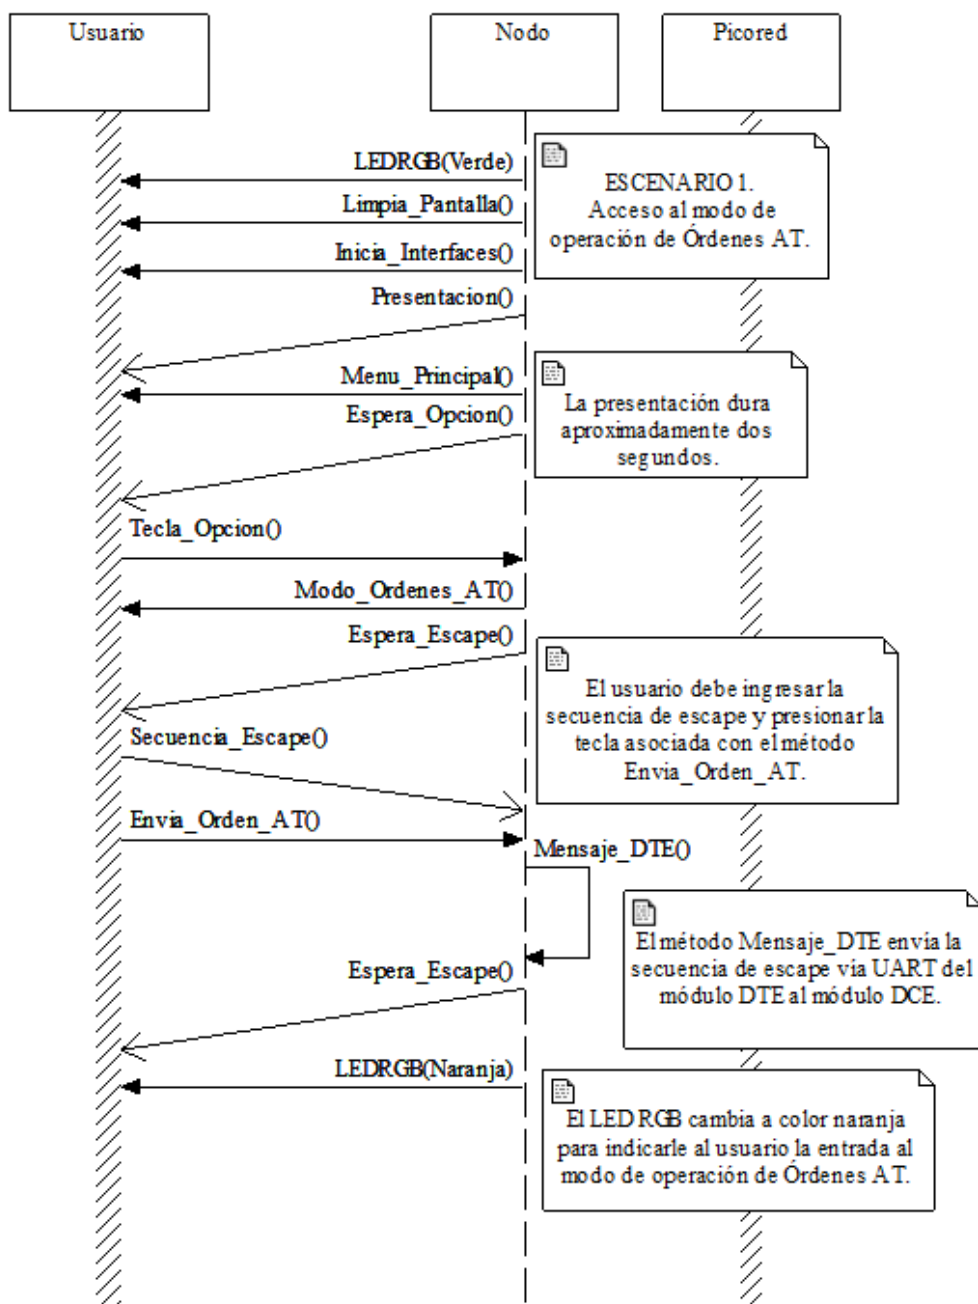 Usuario
Nodo
Picored
LEDRGB(Verde)
ESCENARIO 1.
Acceso al modo de
operación de Órdenes AT.
Limpia_Pantalla()
Inicia_Interfaces()
Presentacion()
Menu_Principal()
La presentación dura
aproximadamente dos
segundos.
Espera_Opcion()
Tecla_Opcion()
Modo_Ordenes_AT()
Espera_Escape()
El usuario debe ingresar la
secuencia de escape y presionar la
tecla asociada con el método
Envia_Orden_AT.
Secuencia_Escape()
Envia_Orden_AT()
Mensaje_DTE()
El método Mensaje_DTE envía la
secuencia de escape vía UART del
módulo DTE al módulo DCE.
Espera_Escape()
LEDRGB(Naranja)
El LED RGB cambia a color naranja
para indicarle al usuario la entrada al
modo de operación de Órdenes AT.